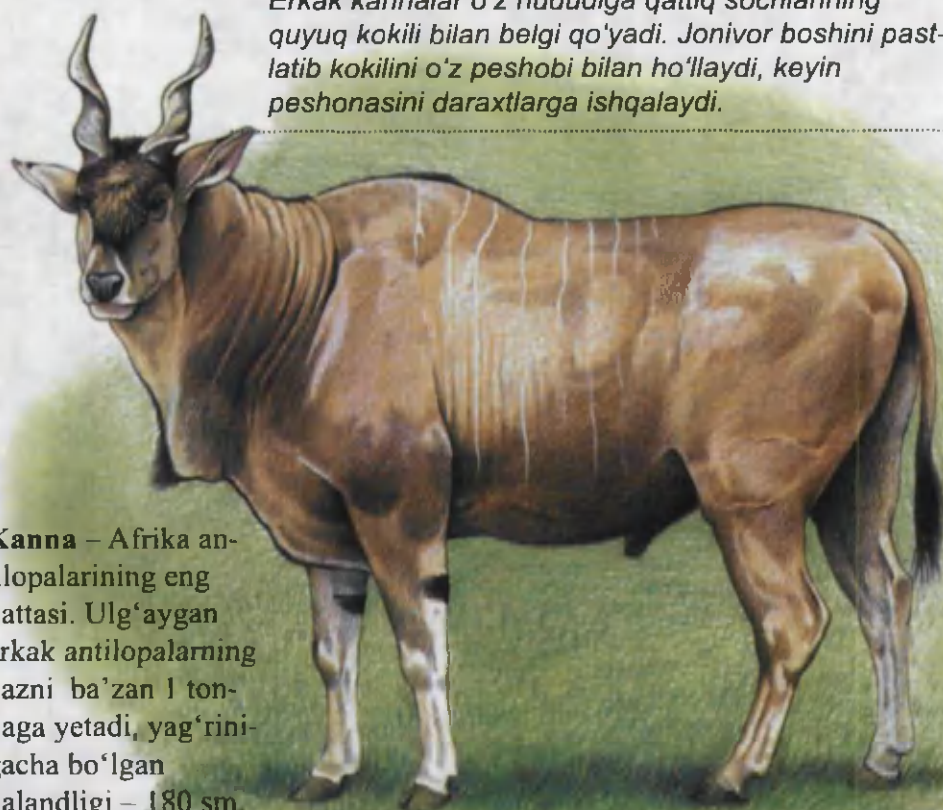 Erkak kannalar o‘z hududiga qattiq sochlarining
quyuq kokili bilan belgi qo‘yadi. Jonivor boshini past-
latib kokilini o‘z peshobi bilan ho‘llaydi, keyin
peshonasini daraxtlarga ishqalaydi.
Kanna – Afrika an-
ilopalarining eng
attasi. Ulg‘aygan
rkak antilopalarning
azni ba’zan 1 ton-
aga yetadi, yag‘rini-
gacha bo‘lgan
alandligi – 180 sm.